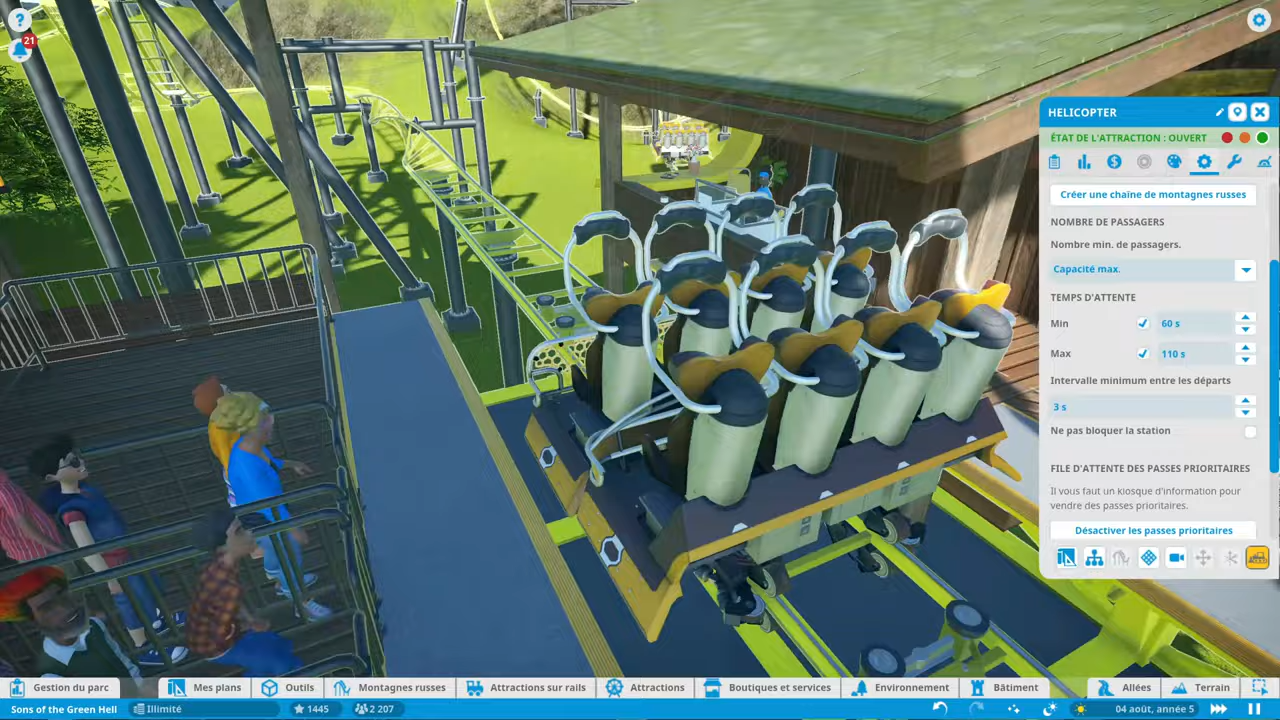 ?
21
HELICOPTER
ÉTAT DE L'ATTRACTION : OUVERT
Créer une chaîne de montagnes russes
NOMBRE DE PASSAGERS
Nombre min. de passagers.
Capacité max.
TEMPS D'ATTENTE
Min 60 s
Max 110 s
Intervalle minimum entre les départs
3 s
Ne pas bloquer la station
FILE D'ATTENTE DES PASSES PRIORITAIRES
Il vous faut un kiosque d'information pour
vendre des passes prioritaires.
Désactiver les passes prioritaires
Gestion du parc Mes plans Outils Montagnes russes Attractions sur rails Attractions Boutiques et services Environnement Bâtiment Allées Terrain
Sons of the Green Hell Illimité 1445 2 207 04 août, année 5